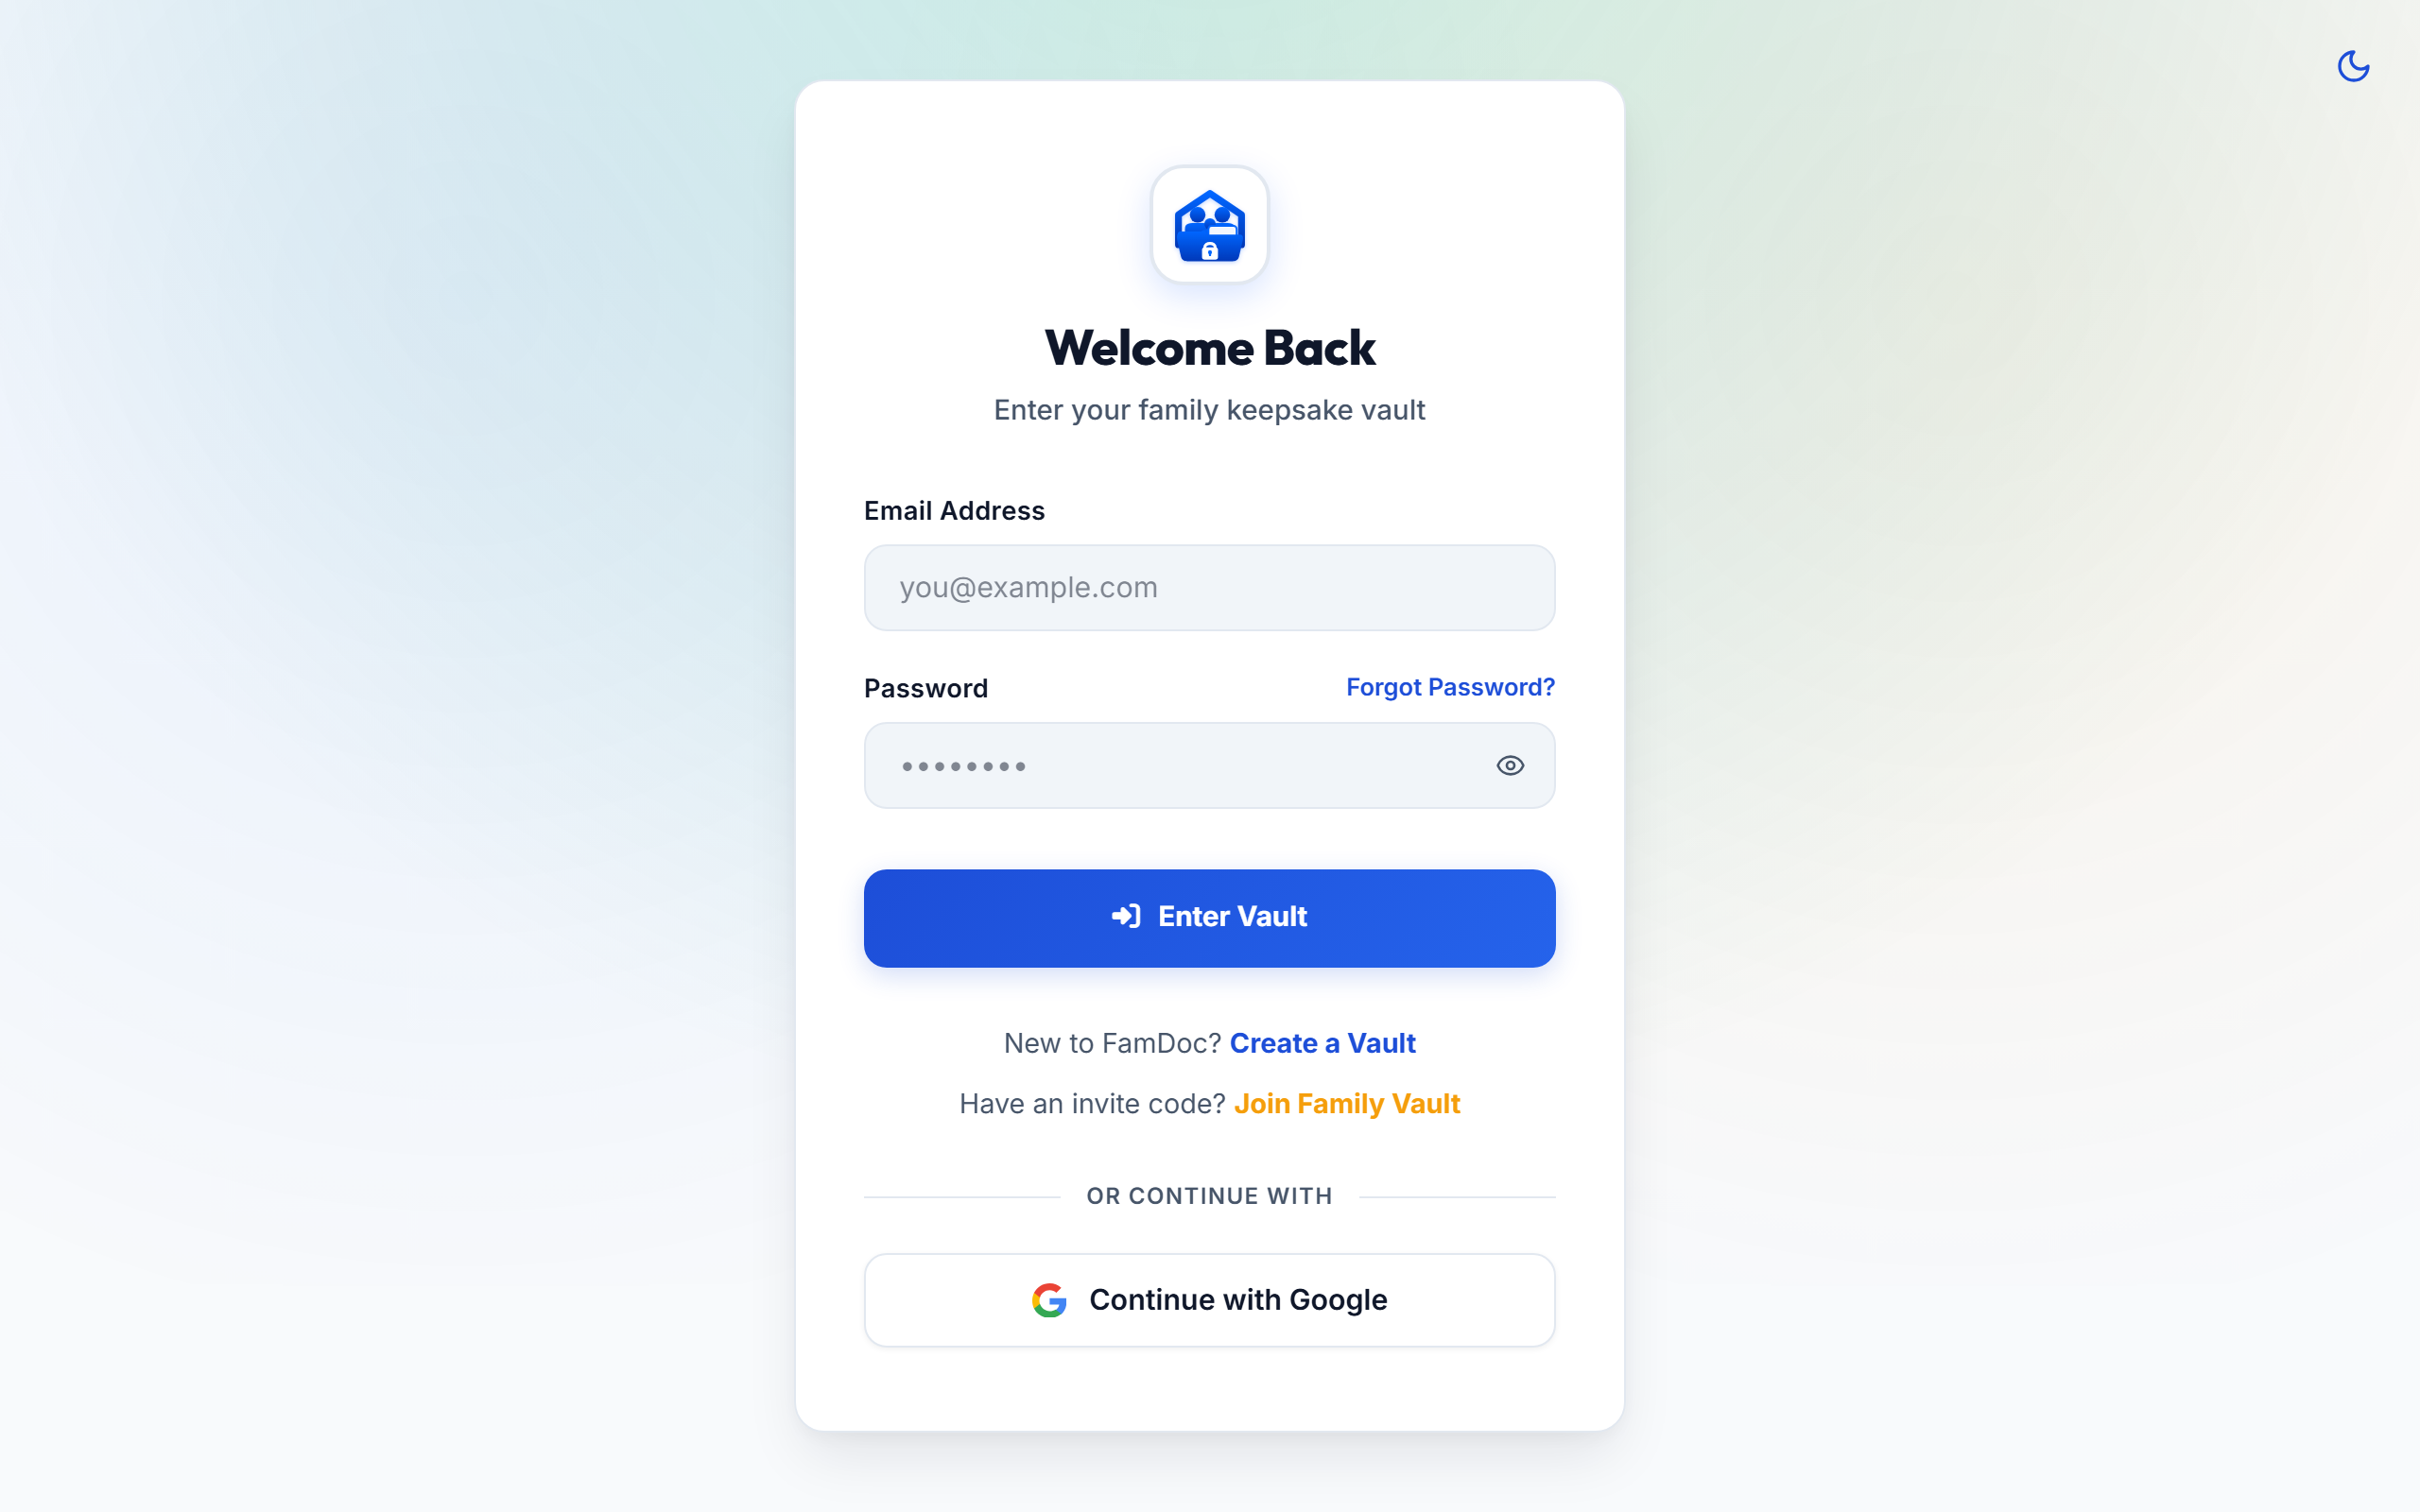 Welcome Back
Enter your family keepsake vault
Email Address
you@example.com
Password Forgot Password?
••••••••
Enter Vault
New to FamDoc? Create a Vault
Have an invite code? Join Family Vault
OR CONTINUE WITH
Continue with Google